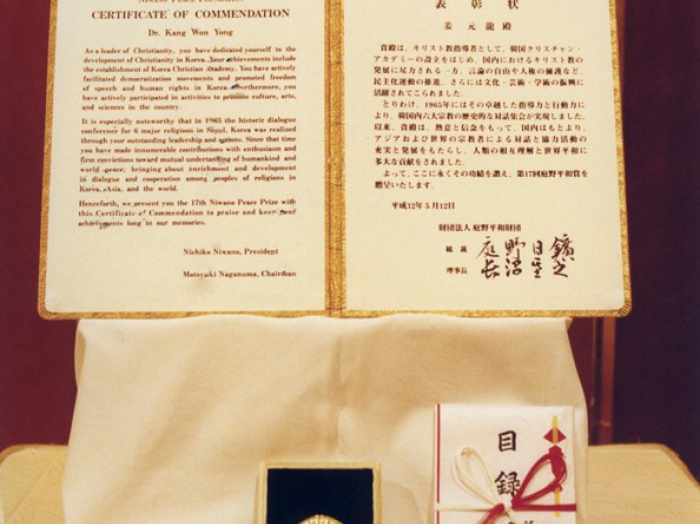 NIWANO PEACE FOUNDATION
CERTIFICATE OF COMMENDATION
Dr. Kang Won Yong
As a leader of Christianity, you have dedicated yourself to the
development of Christianity in Korea. Your achievements include
the establishment of Korea Christian Academy. You have actively
facilitated democratization movements and promoted freedom
of speech and human rights in Korea. Furthermore, you
have actively participated in activities to promote culture, arts,
and sciences in the country.
It is especially noteworthy that in 1965 the historic dialogue
conference for 6 major religions in Seoul, Korea was realized
through your outstanding leadership and actions. Since that time
you have made innumerable contributions with enthusiasm and
firm convictions toward mutual understanding of humankind and
world peace, bringing about enrichment and development
in dialogue and cooperation among peoples of religions in
Korea, Asia, and the world.
Henceforth, we present you the 17th Niwano Peace Prize with
this Certificate of Commendation to praise and keep your
achievements long in our memories.
Nichiko Niwano, President
Motoyuki Naganuma, Chairman
表彰状
姜元龍殿
貴殿は、キリスト教指導者として、韓国クリスチャン・
アカデミーの設立をはじめ、国内におけるキリスト教の
発展に尽力される一方、言論の自由や人権の擁護など、
民主化運動の推進、さらには文化・芸術・学術の振興に
活躍されてこられました。
とりわけ、1965年にはその卓越した指導力と行動力に
より、韓国内六大宗教の歴史的な対話集会が実現しました。
以来、貴殿は、熱意と信念をもって、国内はもとより、
アジアおよび世界の宗教者による対話と協力活動の
充実と発展をもたらし、人類の相互理解と世界平和に
多大な貢献をされました。
よって、ここに永くその功績を讃え、第17回庭野平和賞を
贈呈いたします。
平成12年5月12日
財団法人 庭野平和財団
総裁 庭野日鑛
理事長 長沼基之
目録